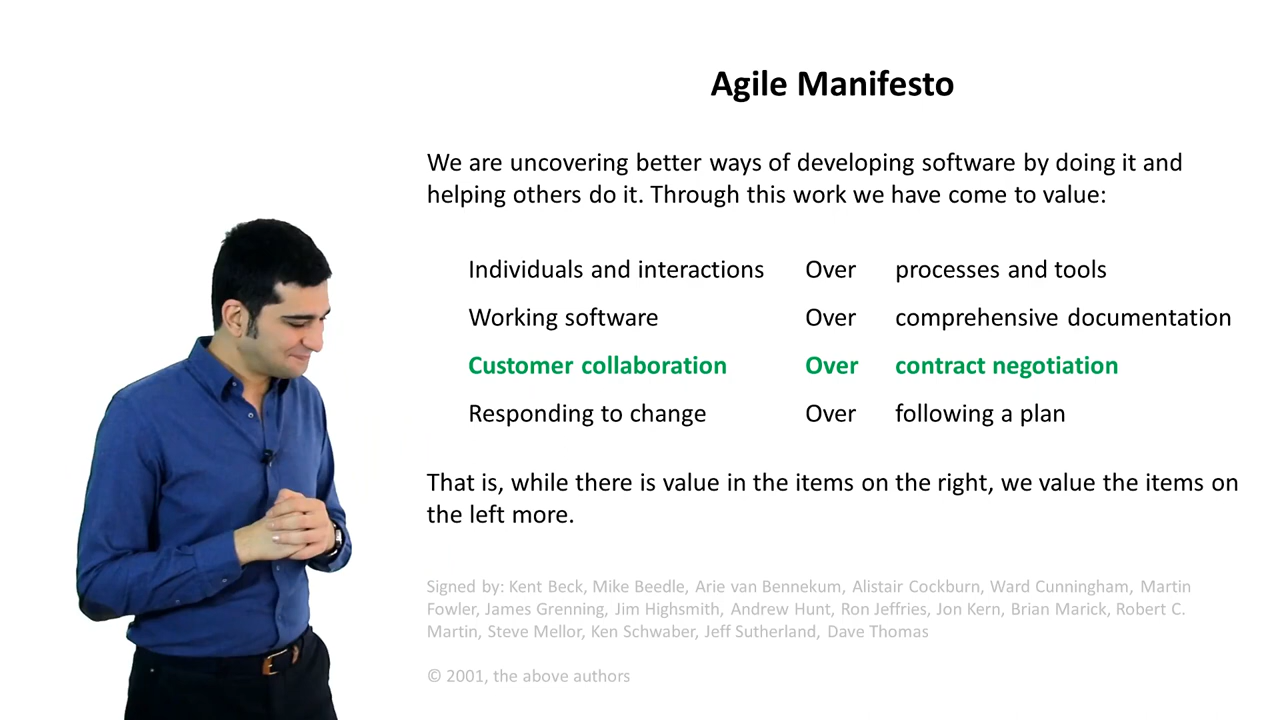 Agile Manifesto
We are uncovering better ways of developing software by doing it and
helping others do it. Through this work we have come to value:
Individuals and interactions Over processes and tools
Working software Over comprehensive documentation
Customer collaboration Over contract negotiation
Responding to change Over following a plan
That is, while there is value in the items on the right, we value the items on
the left more.
Signed by: Kent Beck, Mike Beedle, Arie van Bennekum, Alistair Cockburn, Ward Cunningham, Martin
Fowler, James Grenning, Jim Highsmith, Andrew Hunt, Ron Jeffries, Jon Kern, Brian Marick, Robert C.
Martin, Steve Mellor, Ken Schwaber, Jeff Sutherland, Dave Thomas
© 2001, the above authors